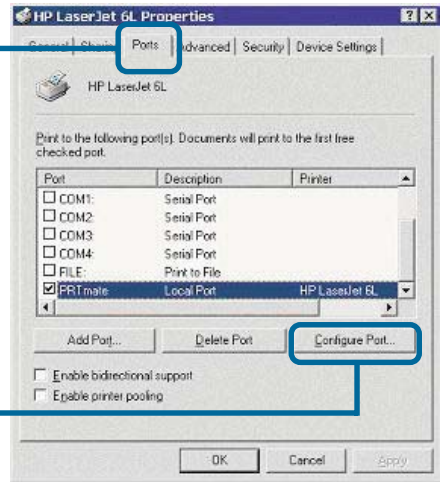 HP LaserJet 6L Properties
General Sharing Ports Advanced Security Device Settings
HP LaserJet 6L
Print to the following port(s). Documents will print to the first free
checked port.
Port Description Printer
COM1: Serial Port
COM2: Serial Port
COM3: Serial Port
COM4: Serial Port
FILE: Print to File
PRTmate Local Port HP LaserJet 6L
Add Port... Delete Port Configure Port...
Enable bidirectional support
Enable printer pooling
OK Cancel Apply